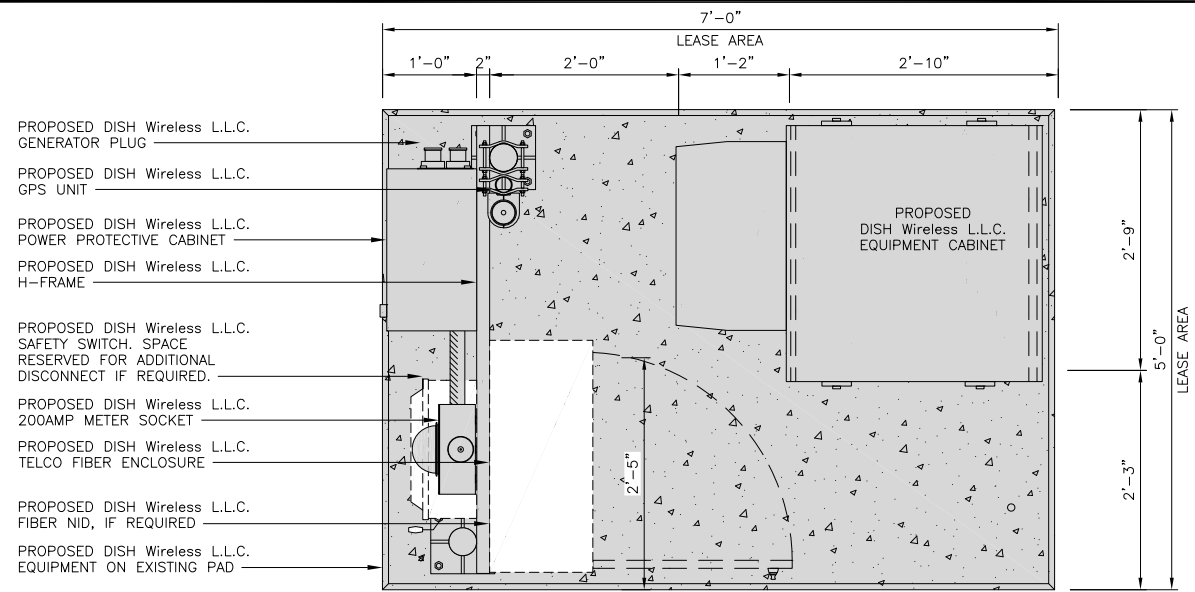 7'-0"
LEASE AREA
1'-0"
2"
2'-0"
1'-2"
2'-10"
PROPOSED DISH Wireless L.L.C.
GENERATOR PLUG
PROPOSED DISH Wireless L.L.C.
GPS UNIT
PROPOSED DISH Wireless L.L.C.
POWER PROTECTIVE CABINET
PROPOSED DISH Wireless L.L.C.
H-FRAME
PROPOSED DISH Wireless L.L.C.
SAFETY SWITCH. SPACE
RESERVED FOR ADDITIONAL
DISCONNECT IF REQUIRED.
PROPOSED DISH Wireless L.L.C.
200AMP METER SOCKET
PROPOSED DISH Wireless L.L.C.
TELCO FIBER ENCLOSURE
PROPOSED DISH Wireless L.L.C.
FIBER NID, IF REQUIRED
PROPOSED DISH Wireless L.L.C.
EQUIPMENT ON EXISTING PAD
PROPOSED
DISH Wireless L.L.C.
EQUIPMENT CABINET
2'-5"
2'-9"
2'-3"
5'-0"
LEASE AREA